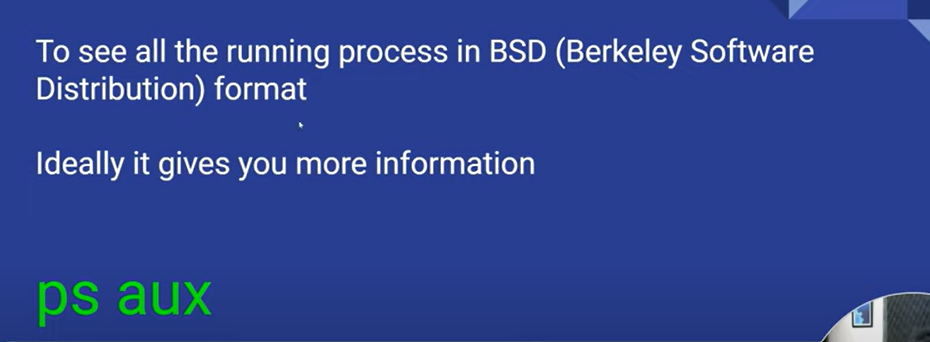 To see all the running process in BSD (Berkeley Software
Distribution) format
Ideally it gives you more information
ps aux